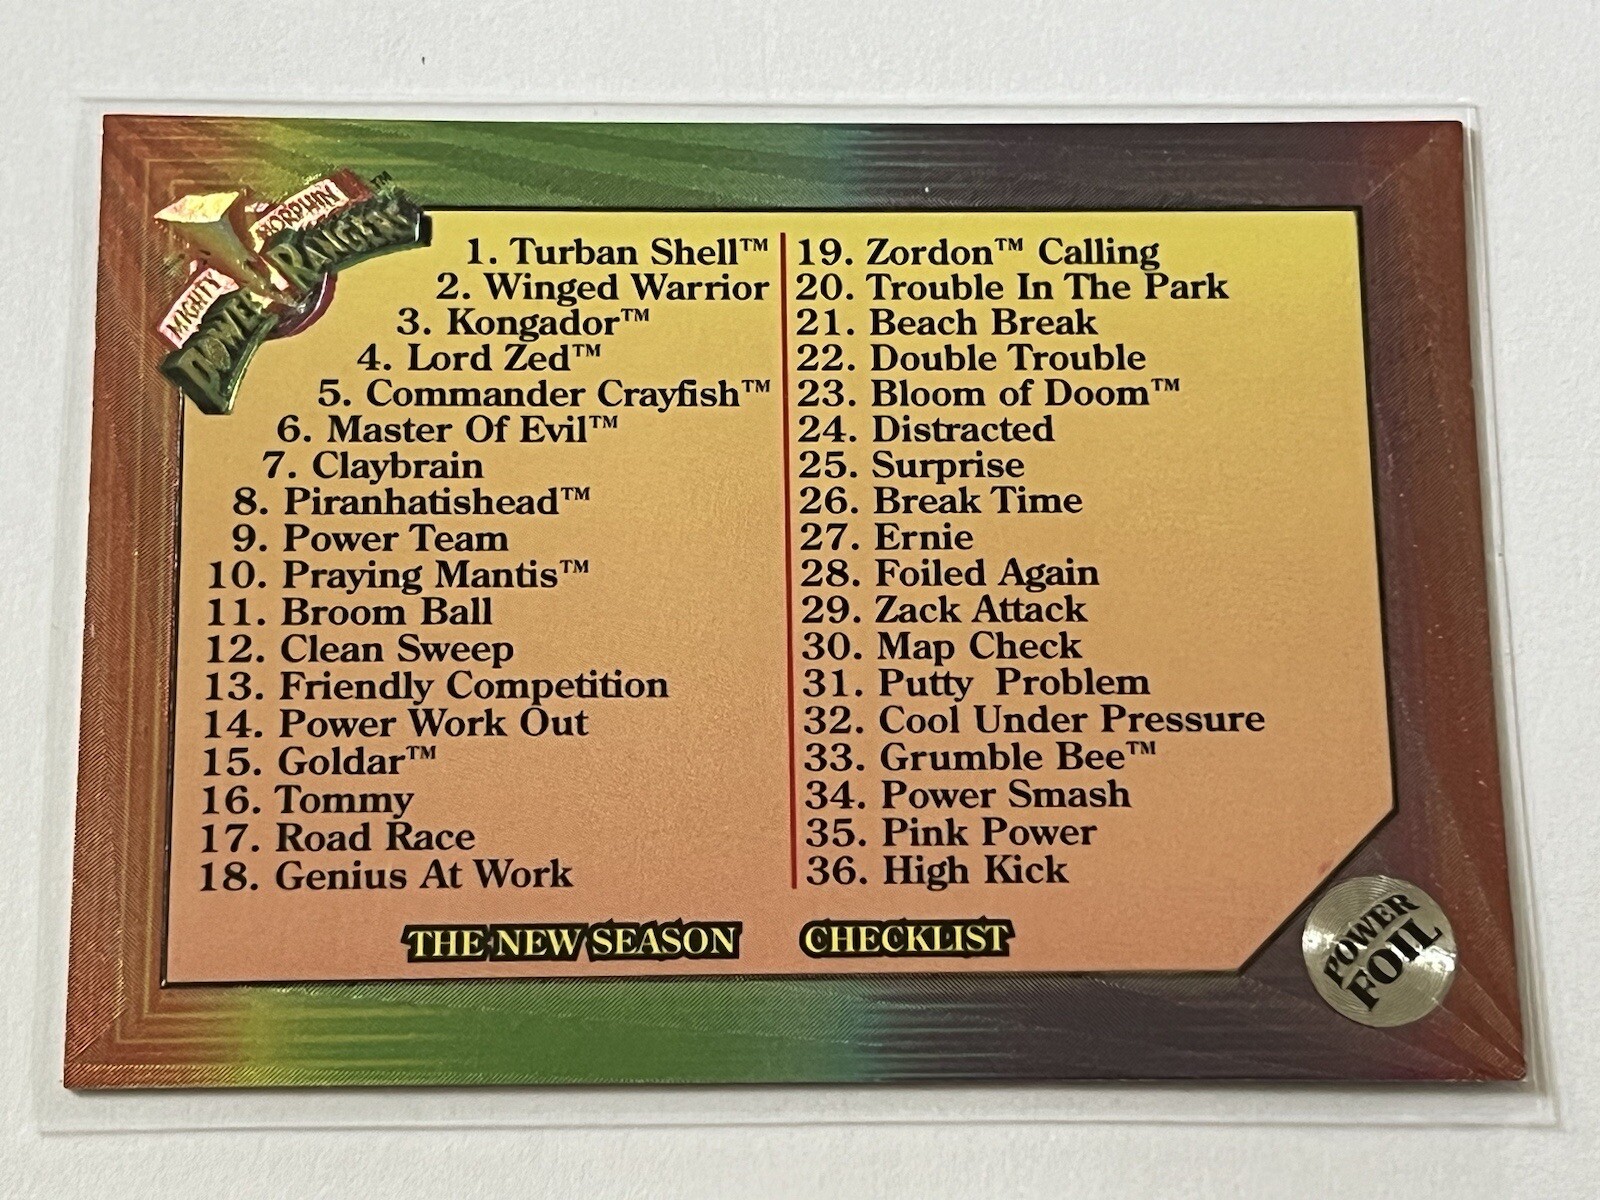 MIGHTY MORPHIN™
POWER RANGERS
1. Turban Shell™
2. Winged Warrior
3. Kongador™
4. Lord Zed™
5. Commander Crayfish™
6. Master Of Evil™
7. Claybrain
8. Piranhatishead™
9. Power Team
10. Praying Mantis™
11. Broom Ball
12. Clean Sweep
13. Friendly Competition
14. Power Work Out
15. Goldar™
16. Tommy
17. Road Race
18. Genius At Work
19. Zordon™ Calling
20. Trouble In The Park
21. Beach Break
22. Double Trouble
23. Bloom of Doom™
24. Distracted
25. Surprise
26. Break Time
27. Ernie
28. Foiled Again
29. Zack Attack
30. Map Check
31. Putty Problem
32. Cool Under Pressure
33. Grumble Bee™
34. Power Smash
35. Pink Power
36. High Kick
THE NEW SEASON CHECKLIST
POWER
FOIL